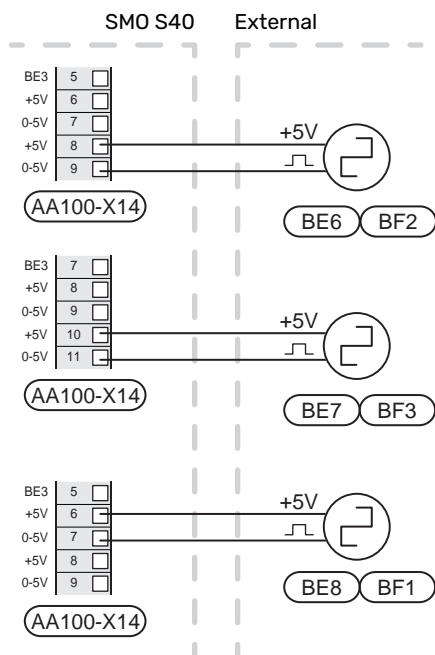 SMO S40 External
BE3 5
+5V 6
0-5V 7
+5V 8 +5V
0-5V 9
AA100-X14 BE6 BF2
BE3 7
+5V 8
0-5V 9
+5V 10 +5V
0-5V 11
AA100-X14 BE7 BF3
BE3 5
+5V 6 +5V
0-5V 7
+5V 8
0-5V 9
AA100-X14 BE8 BF1